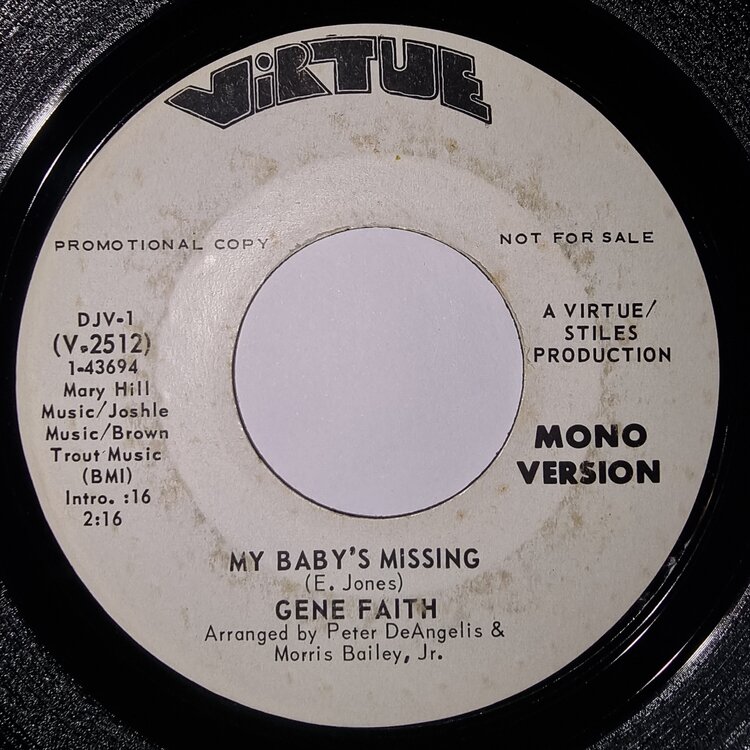 ViRTUE
PROMOTIONAL COPY
NOT FOR SALE
DJV-1
(V-2512)
1-43694
Mary Hill
Music/Joshle
Music/Brown
Trout Music
(BMI)
Intro. :16
2:16
A VIRTUE/
STILES
PRODUCTION
MONO
VERSION
MY BABY'S MISSING
(E. Jones)
GENE FAITH
Arranged by Peter DeAngelis &
Morris Bailey, Jr.